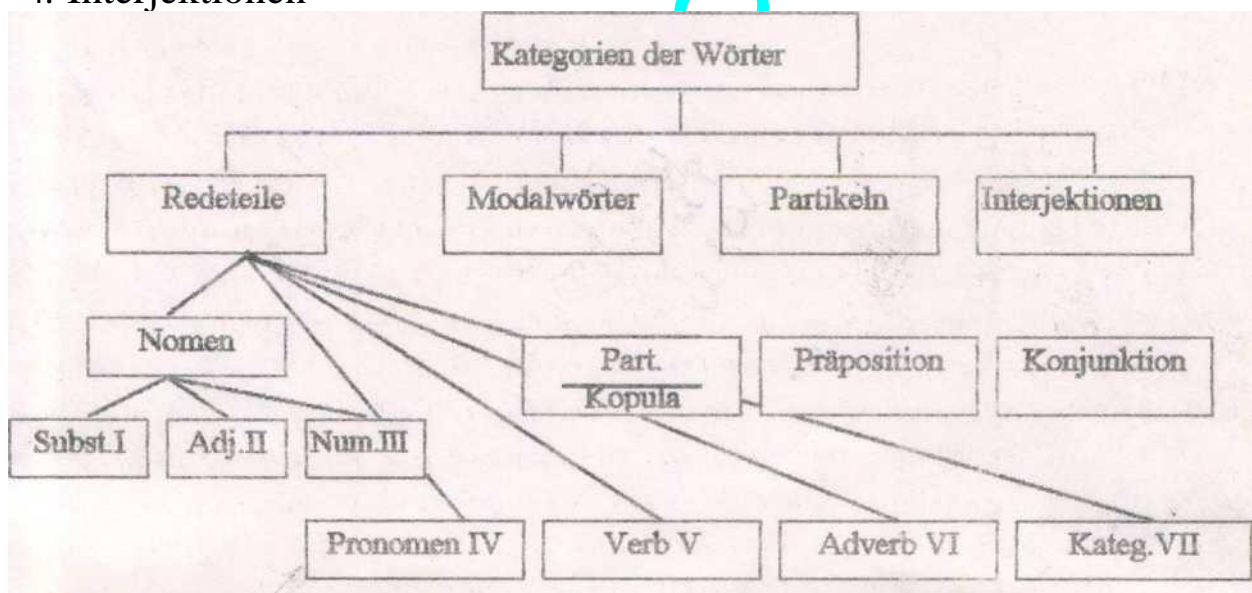 4. Interjektionen
Kategorien der Wörter
Redeteile
Modalwörter
Partikeln
Interjektionen
Nomen
Part.
Kopula
Präposition
Konjunktion
Subst.I
Adj.II
Num.III
Pronomen IV
Verb V
Adverb VI
Kateg.VII